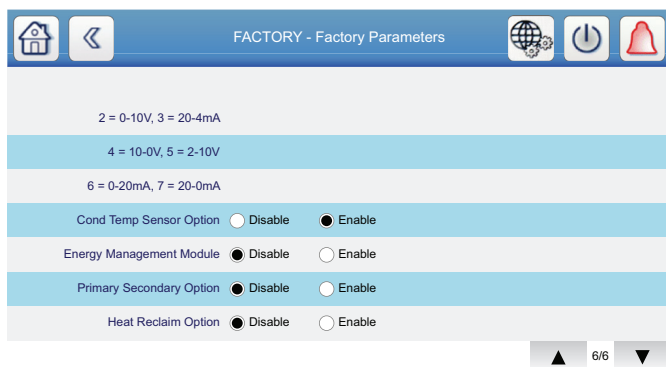 FACTORY - Factory Parameters
2 = 0-10V, 3 = 20-4mA
4 = 10-0V, 5 = 2-10V
6 = 0-20mA, 7 = 20-0mA
Cond Temp Sensor Option Disable Enable
Energy Management Module Disable Enable
Primary Secondary Option Disable Enable
Heat Reclaim Option Disable Enable
6/6